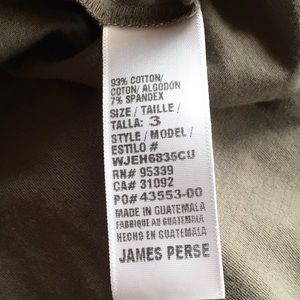 93% COTTON/
COTON/ ALGODÓN
7% SPANDEX
SIZE / TAILLE /
TALLA: 3
STYLE / MODEL /
ESTILO #
WJEH6835CU
RN# 95339
CA# 31092
PO# 43553-00
MADE IN GUATEMALA
FABRIQUE AU GUATEMALA
HECHO EN GUATEMALA
JAMES PERSE